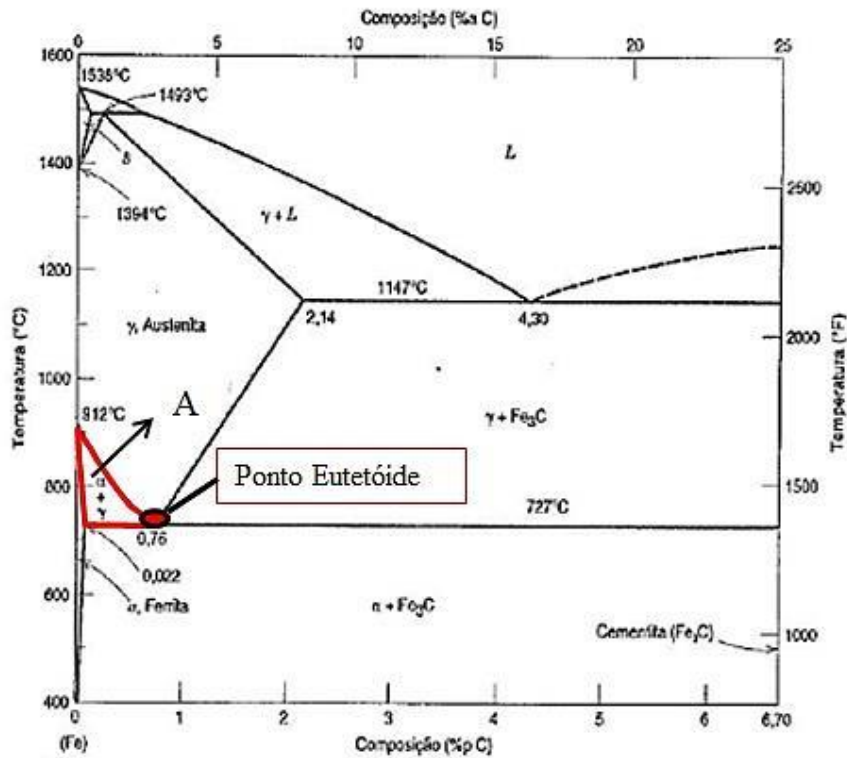 Composição (%a C)
0 5 10 15 20 25
1600
1538°C
1493°C
δ
L
1400
1394°C
2500
γ + L
1200
1147°C
2,14
4,30
2000
γ, Austenita
Temperatura (°C)
Temperatura (°F)
1000
A
γ + Fe₃C
912°C
Ponto Eutetóide
800
α + γ
1500
727°C
0,76
0,022
600
α, Ferrita
α + Fe₃C
Cementita (Fe₃C)
1000
400
0 1 2 3 4 5 6 6,70
(Fe)
Composição (%p C)